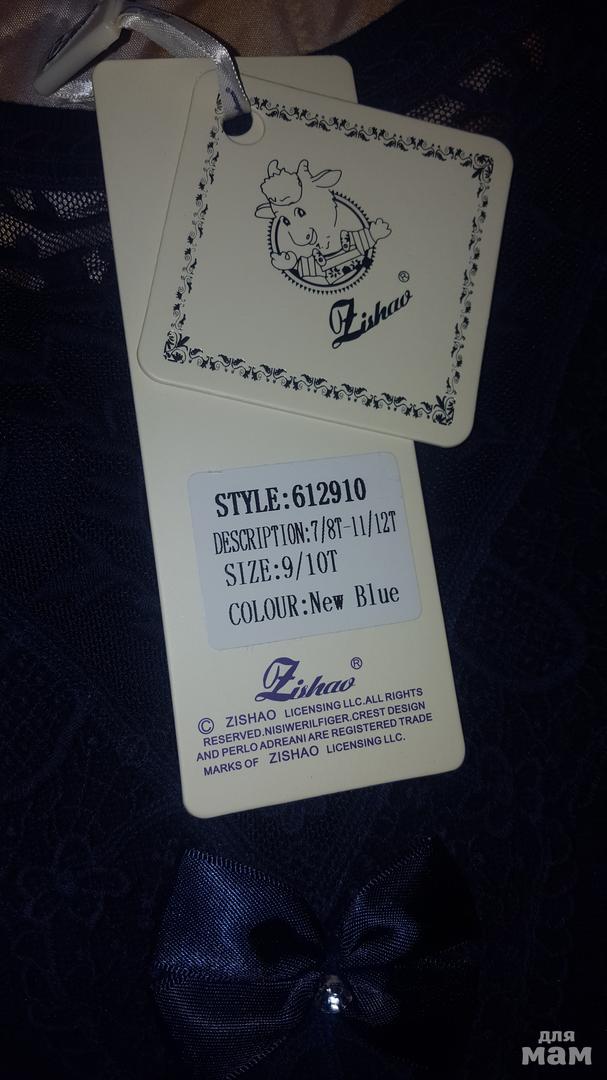 Zishao®
STYLE:612910
DESCRIPTION:7/8T-11/12T
SIZE:9/10T
COLOUR:New Blue
Zishao®
© ZISHAO LICENSING LLC.ALL RIGHTS
RESERVED.NISIWERILFIGER.CREST DESIGN
AND PERLO ADREANI ARE REGISTERED TRADE
MARKS OF ZISHAO LICENSING LLC.
для
мам